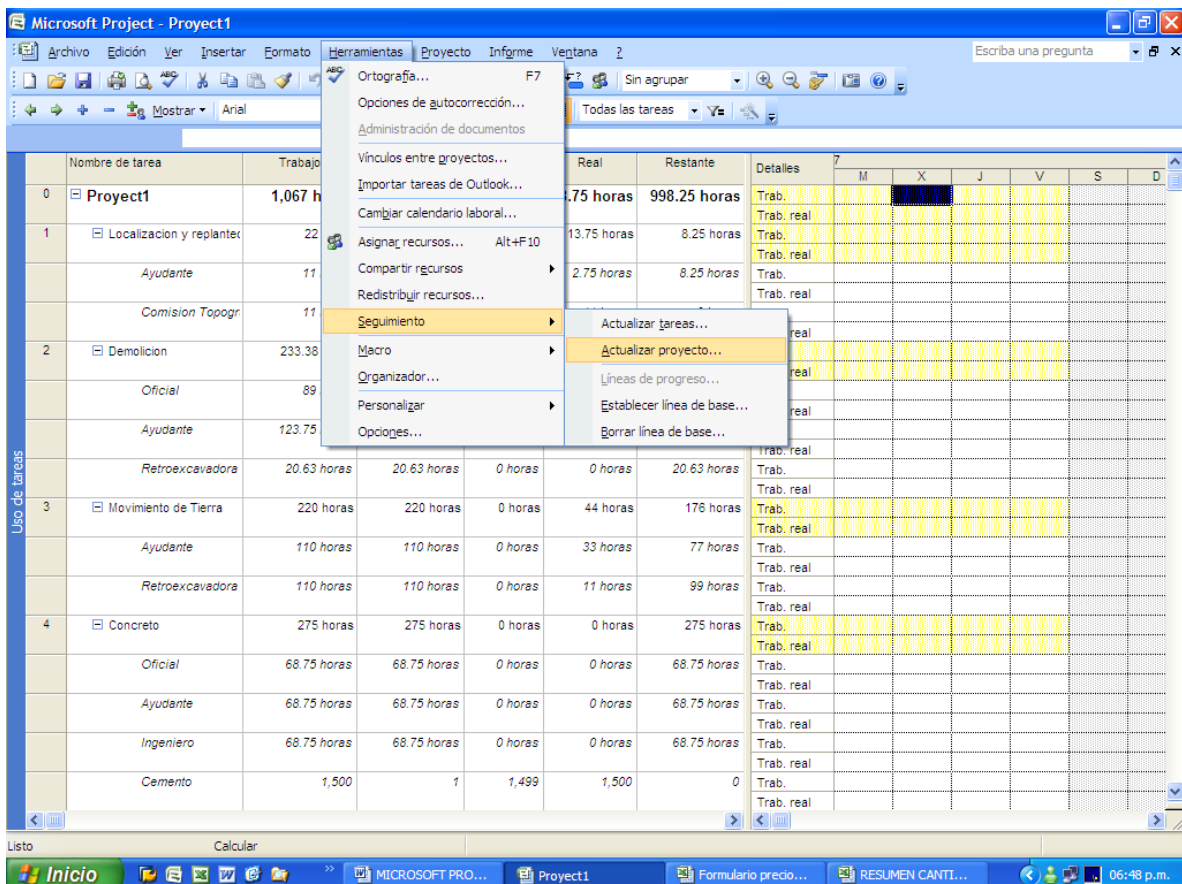 Microsoft Project - Proyect1
Archivo Edición Ver Insertar Formato Herramientas Proyecto Informe Ventana ? Escriba una pregunta
Sin agrupar
Mostrar Arial Todas las tareas
Ortografía... F7
Opciones de autocorrección...
Administración de documentos
Vínculos entre proyectos...
Importar tareas de Outlook...
Cambiar calendario laboral...
Asignar recursos... Alt+F10
Compartir recursos
Redistribuir recursos...
Seguimiento
Macro
Organizador...
Personalizar
Opciones...
Actualizar tareas...
Actualizar proyecto...
Líneas de progreso...
Establecer línea de base...
Borrar línea de base...
Nombre de tarea Trabajo Real Restante Detalles 7
M X J V S D
0 Proyect1 1,067 h .75 horas 998.25 horas Trab.
Trab. real
1 Localizacion y replanteo 22 13.75 horas 8.25 horas Trab.
Trab. real
Ayudante 11 2.75 horas 8.25 horas Trab.
Trab. real
Comision Topogr 11
real
2 Demolicion 233.38
real
Oficial 89
real
Ayudante 123.75
Trab. real
Retroexcavadora 20.63 horas 20.63 horas 0 horas 0 horas 20.63 horas Trab.
Trab. real
3 Movimiento de Tierra 220 horas 220 horas 0 horas 44 horas 176 horas Trab.
Trab. real
Ayudante 110 horas 110 horas 0 horas 33 horas 77 horas Trab.
Trab. real
Retroexcavadora 110 horas 110 horas 0 horas 11 horas 99 horas Trab.
Trab. real
4 Concreto 275 horas 275 horas 0 horas 0 horas 275 horas Trab.
Trab. real
Oficial 68.75 horas 68.75 horas 0 horas 0 horas 68.75 horas Trab.
Trab. real
Ayudante 68.75 horas 68.75 horas 0 horas 0 horas 68.75 horas Trab.
Trab. real
Ingeniero 68.75 horas 68.75 horas 0 horas 0 horas 68.75 horas Trab.
Trab. real
Cemento 1,500 1 1,499 1,500 0 Trab.
Trab. real
Uso de tareas
Listo Calcular
Inicio MICROSOFT PRO... Proyect1 Formulario precio... RESUMEN CANTI... 06:48 p.m.